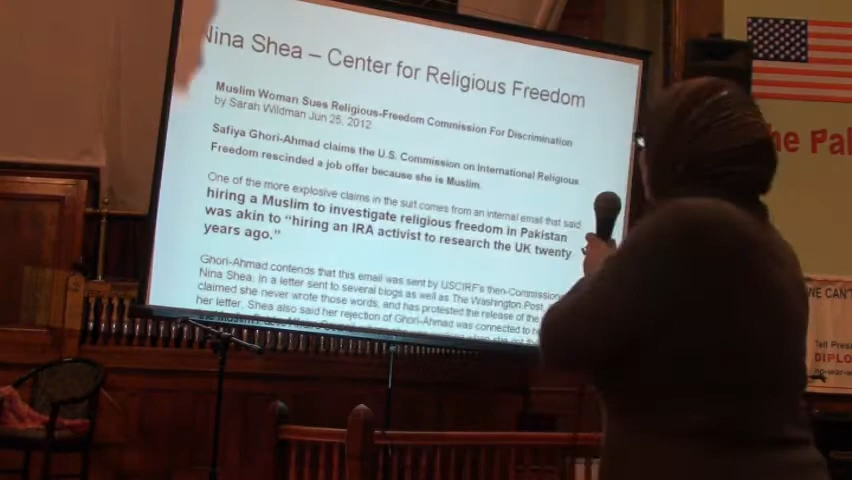 Nina Shea – Center for Religious Freedom
Muslim Woman Sues Religious-Freedom Commission For Discrimination
by Sarah Wildman Jun 25, 2012
Safiya Ghori-Ahmad claims the U.S. Commission on International Religious
Freedom rescinded a job offer because she is Muslim.
One of the more explosive claims in the suit comes from an internal email that said
hiring a Muslim to investigate religious freedom in Pakistan
was akin to “hiring an IRA activist to research the UK twenty
years ago.”
Ghori-Ahmad contends that this email was sent by USCIRF's then-Commission
Nina Shea, in a letter sent to several blogs as well as The Washington Post,
claimed she never wrote those words, and has protested the release of the
her letter. Shea also said her rejection of Ghori-Ahmad was connected to
he Pal
WE CAN'T
Tell Pres
DIPLO
no-war-w